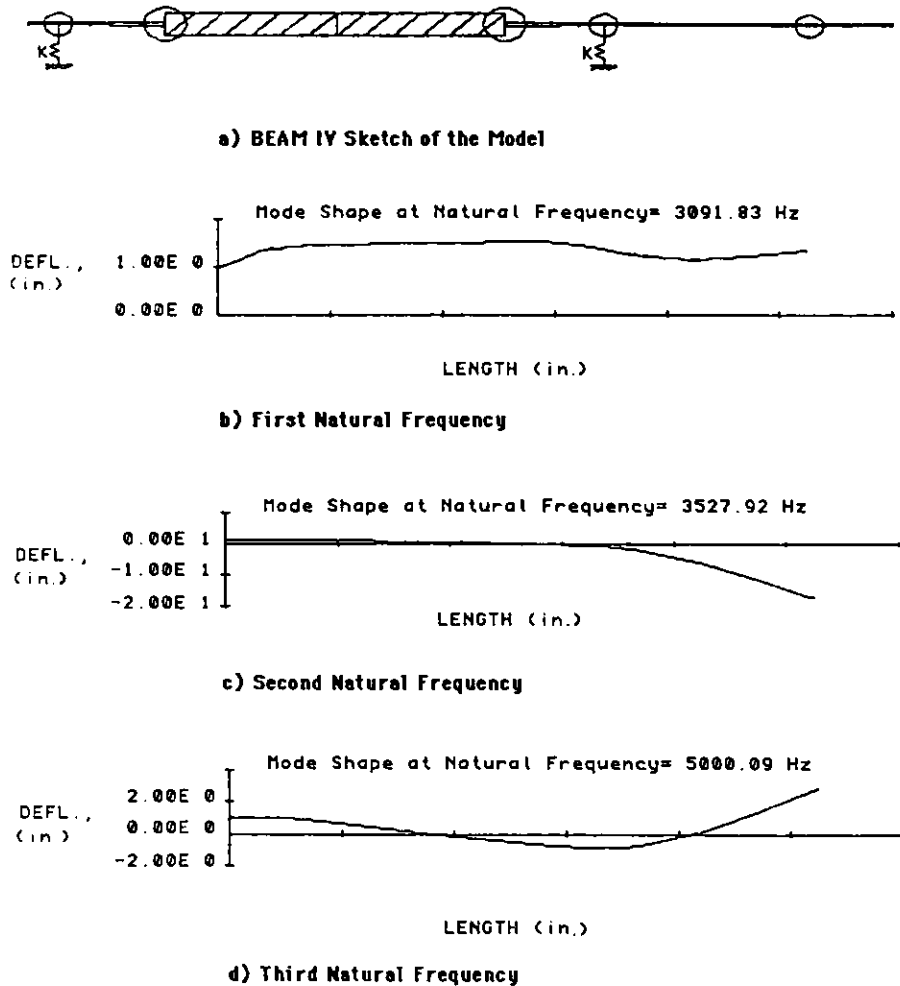 K K
a) BEAM IV Sketch of the Model
Mode Shape at Natural Frequency= 3091.83 Hz
DEFL., 1.00E 0
(in.)
0.00E 0
LENGTH (in.)
b) First Natural Frequency
Mode Shape at Natural Frequency= 3527.92 Hz
0.00E 1
DEFL.,
(in.) -1.00E 1
-2.00E 1
LENGTH (in.)
c) Second Natural Frequency
Mode Shape at Natural Frequency= 5000.09 Hz
2.00E 0
DEFL.,
0.00E 0
(in.)
-2.00E 0
LENGTH (in.)
d) Third Natural Frequency